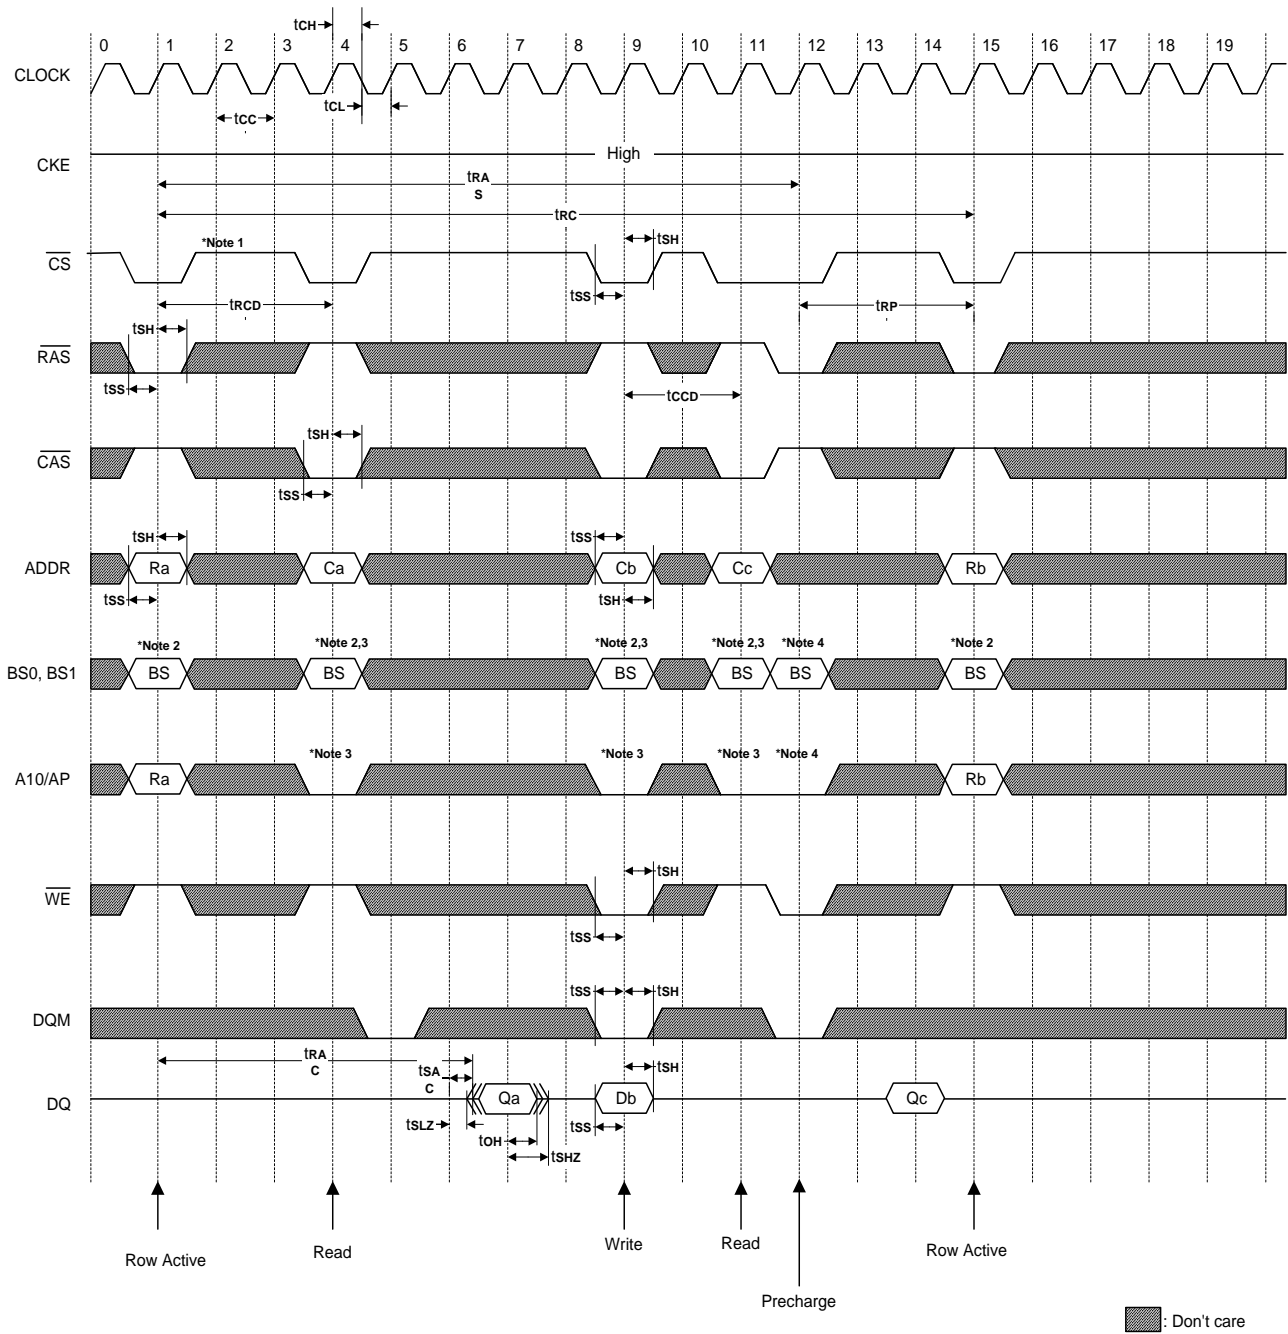 tCH
0 1 2 3 4 5 6 7 8 9 10 11 12 13 14 15 16 17 18 19
CLOCK
tCL
tCC
CKE
High
tRA
S
tRC
*Note 1
tSH
CS
tSS
tRCD
tRP
tSH
RAS
tSS
tCCD
tSH
CAS
tSS
tSH
tSS
ADDR
Ra Ca Cb Cc Rb
tSS
tSH
*Note 2 *Note 2,3 *Note 2,3 *Note 2,3 *Note 4 *Note 2
BS0, BS1
BS BS BS BS BS BS
*Note 3 *Note 3 *Note 3 *Note 4
A10/AP
Ra Rb
tSH
WE
tSS
tSS tSH
DQM
tRA
C
tSA
C
tSH
DQ
Qa Db Qc
tSLZ
tOH
tSS
tSHZ
Row Active
Read
Write
Read
Row Active
Precharge
: Don't care